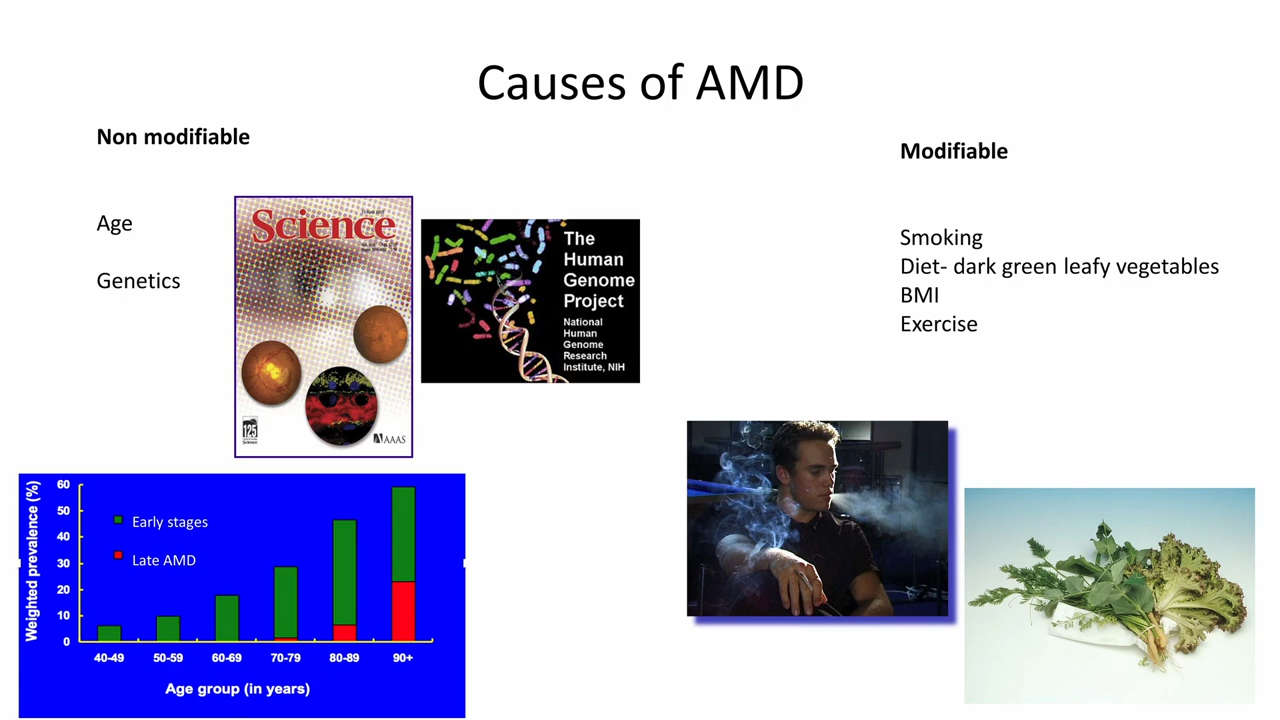 Causes of AMD
Non modifiable
Age
Genetics
Science
125
Science
AAAS
The
Human
Genome
Project
National
Human
Genome
Research
Institute, NIH
Modifiable
Smoking
Diet- dark green leafy vegetables
BMI
Exercise
Weighted prevalence (%)
60
50
40
30
20
10
0
Early stages
Late AMD
40-49 50-59 60-69 70-79 80-89 90+
Age group (in years)